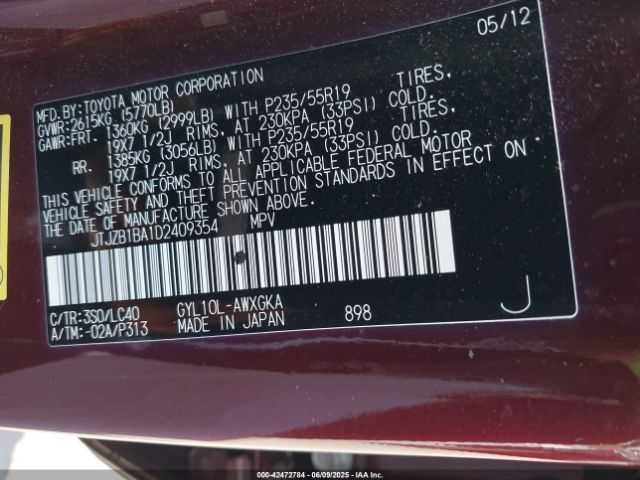 05/12
MFD.BY:TOYOTA MOTOR CORPORATION
GVWR:2615KG (5770LB)
GAWR:FRT. 1360KG (2999LB) WITH P235/55R19 TIRES,
19X7 1/2J RIMS, AT 230KPA (33PSI) COLD.
RR. 1385KG (3056LB) WITH P235/55R19 TIRES,
19X7 1/2J RIMS, AT 230KPA (33PSI) COLD.
THIS VEHICLE CONFORMS TO ALL APPLICABLE FEDERAL MOTOR
VEHICLE SAFETY AND THEFT PREVENTION STANDARDS IN EFFECT ON
THE DATE OF MANUFACTURE SHOWN ABOVE.
JTJZB1BA1D2409354 MPV
C/TR:3S0/LC40 GYL10L-AWXGKA
A/TM:-02A/P313 MADE IN JAPAN 898
J
000-42472784 - 06/09/2025 - IAAI.COM